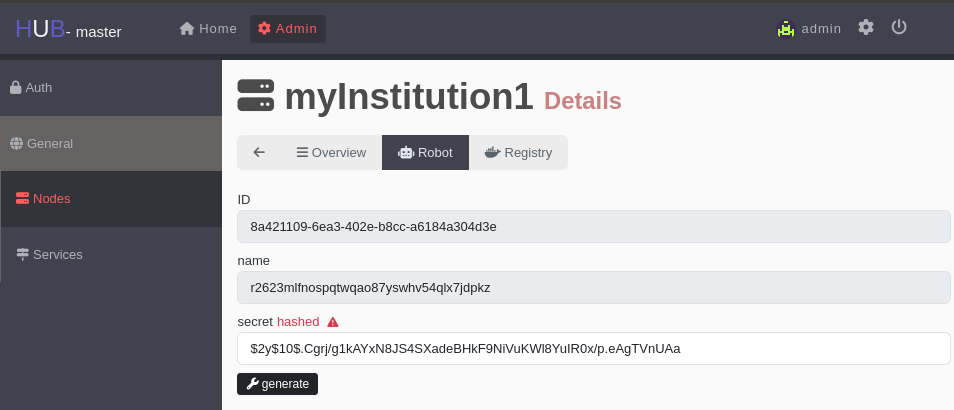 HUB- master Home Admin admin
Auth
General
Nodes
Services
myInstitution1 Details
Overview Robot Registry
ID
8a421109-6ea3-402e-b8cc-a6184a304d3e
name
r2623mlfnospqtwqao87yswhv54qlx7jdpkz
secret hashed
$2y$10$.Cgrj/g1kAYxN8JS4SXadeBHkF9NiVuKWl8YuIR0x/p.eAgTVnUAa
generate